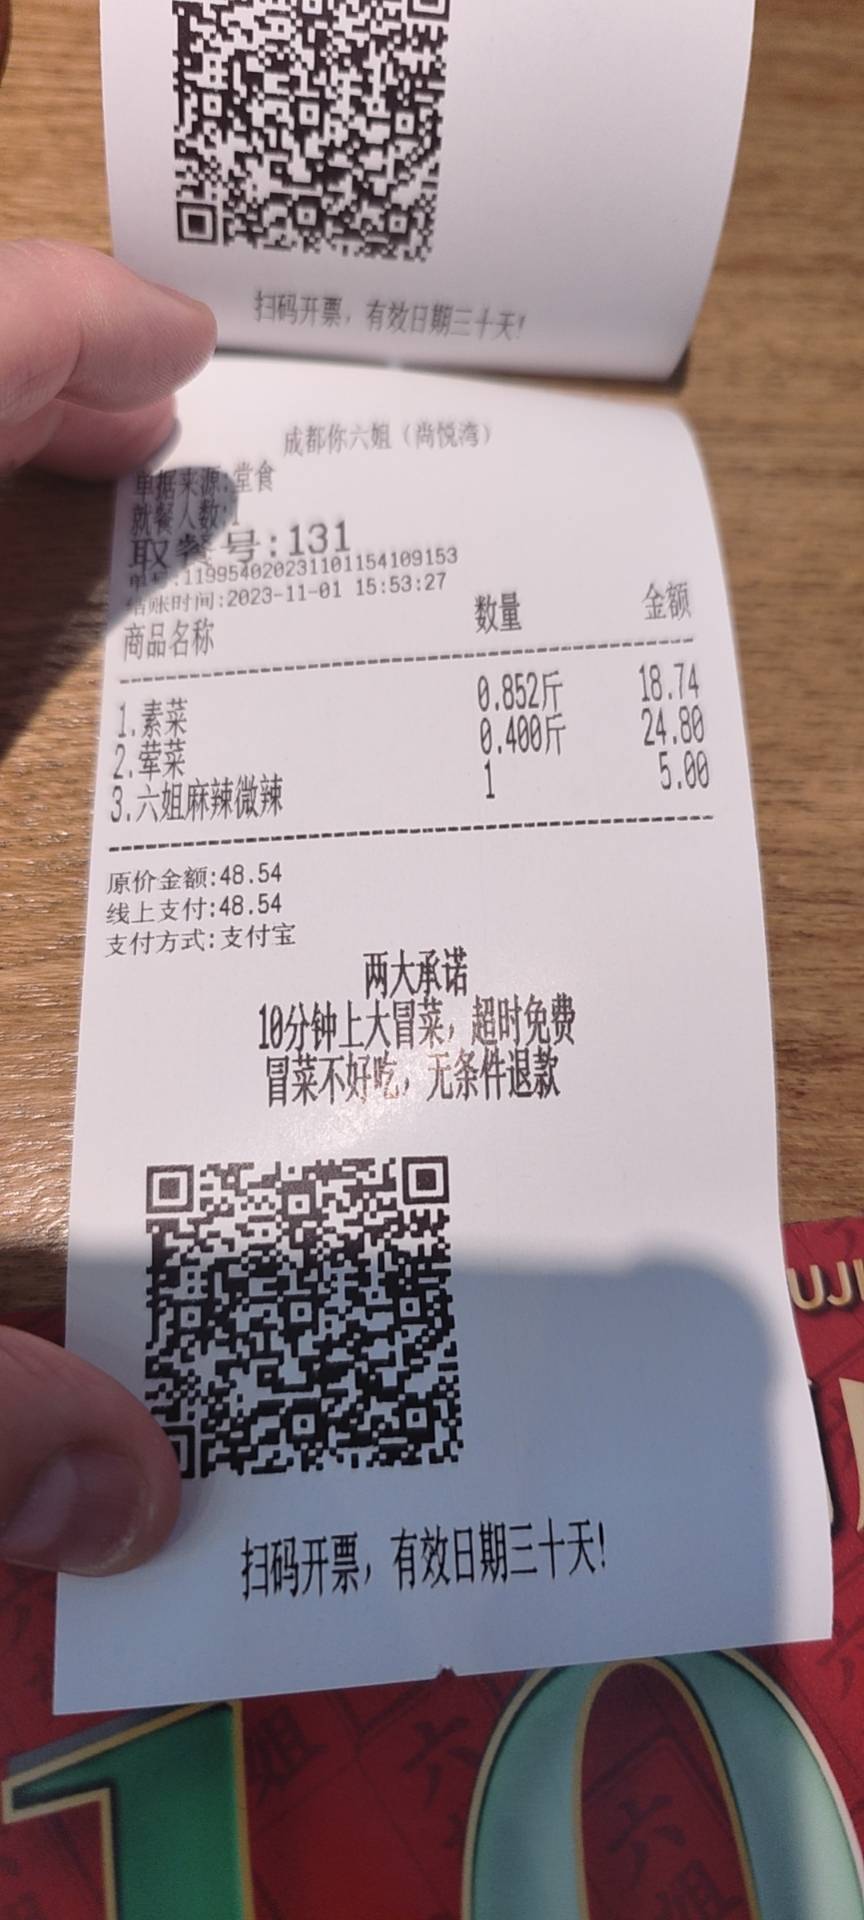 扫码开票，有效日期三十天!
成都你六姐（尚悦湾）
单据来源:堂食
就餐人数:1
取餐号:131
单号:11995402023110115410​9153
结账时间:2023-11-01 15:53:27
商品名称 数量 金额
1.素菜 0.852斤 18.74
2.荤菜 0.400斤 24.80
3.六姐麻辣微辣 1 5.00
原价金额:48.54
线上支付:48.54
支付方式:支付宝
两大承诺
10分钟上大冒菜，超时免费
冒菜不好吃，无条件退款
扫码开票，有效日期三十天!
UJI
10
六姐